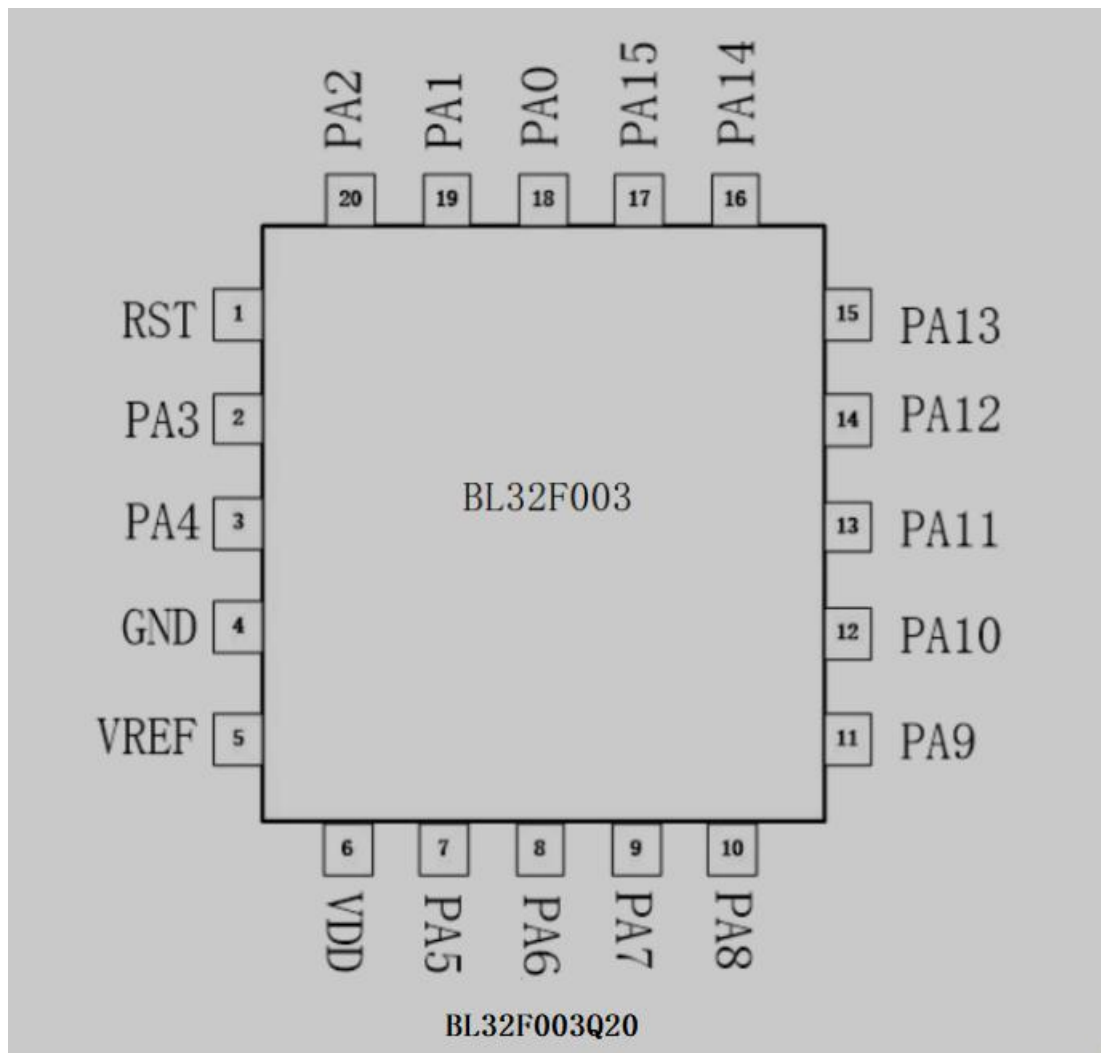 PA2 PA1 PA0 PA15 PA14
20 19 18 17 16
RST 1 15 PA13
PA3 2 14 PA12
BL32F003
PA4 3 13 PA11
GND 4 12 PA10
VREF 5 11 PA9
6 7 8 9 10
VDD PA5 PA6 PA7 PA8
BL32F003Q20